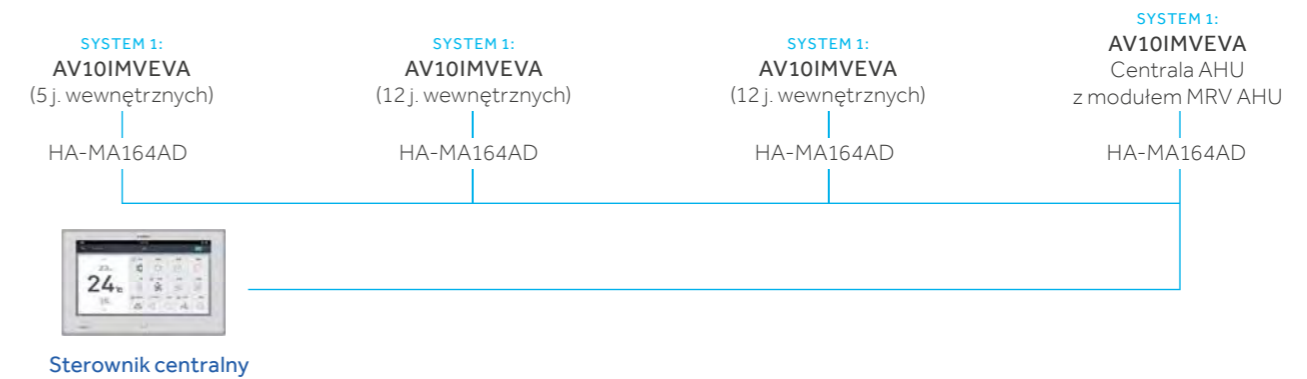 SYSTEM 1:
AV10IMVEVA
(5 j. wewnętrznych)
HA-MA164AD
SYSTEM 1:
AV10IMVEVA
(12 j. wewnętrznych)
HA-MA164AD
SYSTEM 1:
AV10IMVEVA
(12 j. wewnętrznych)
HA-MA164AD
SYSTEM 1:
AV10IMVEVA
Centrala AHU
z modułem MRV AHU
HA-MA164AD
24
Sterownik centralny